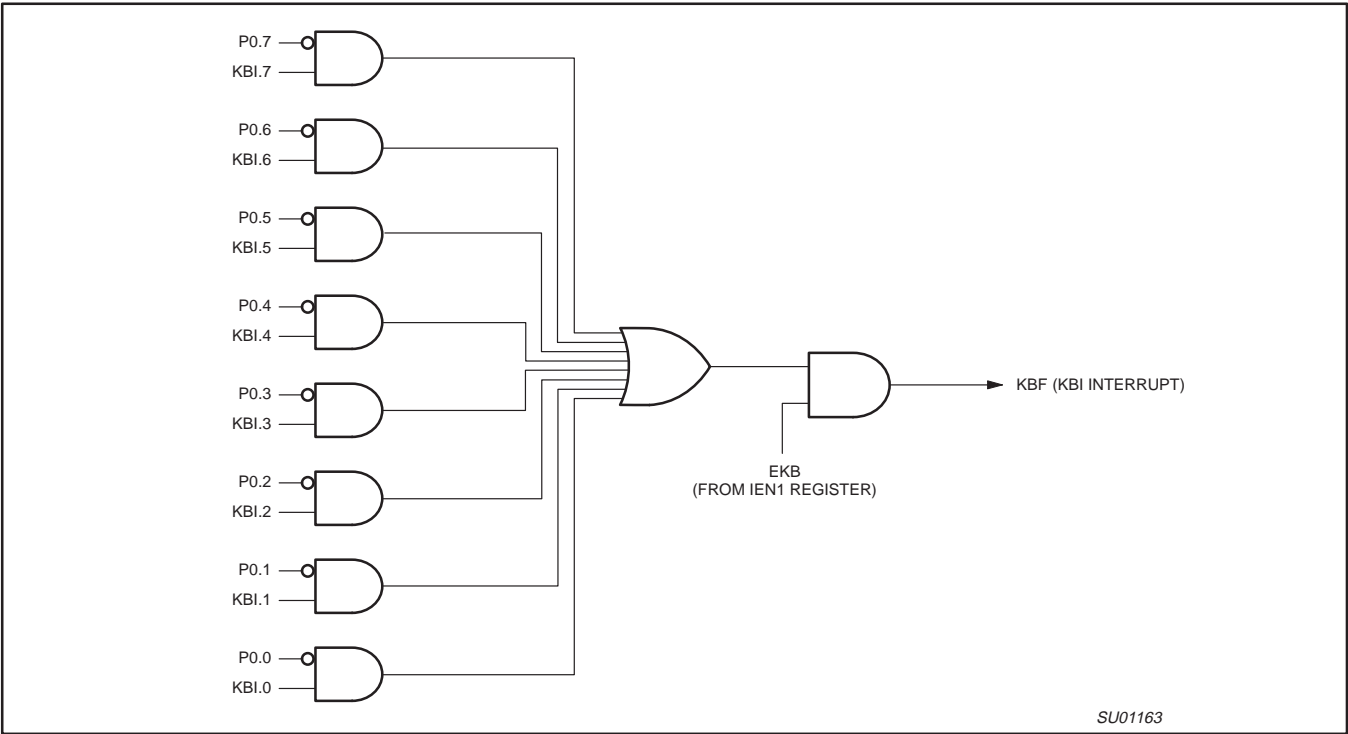 P0.7
KBI.7
P0.6
KBI.6
P0.5
KBI.5
P0.4
KBI.4
P0.3
KBI.3
P0.2
KBI.2
P0.1
KBI.1
P0.0
KBI.0
EKB
(FROM IEN1 REGISTER)
KBF (KBI INTERRUPT)
SU01163